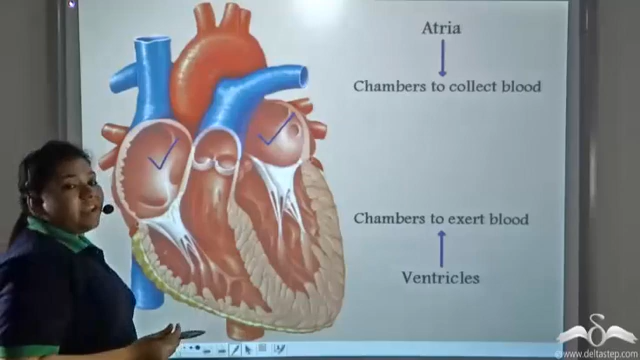 Atria
Chambers to collect blood
Chambers to exert blood
Ventricles
@www.deltastep.com